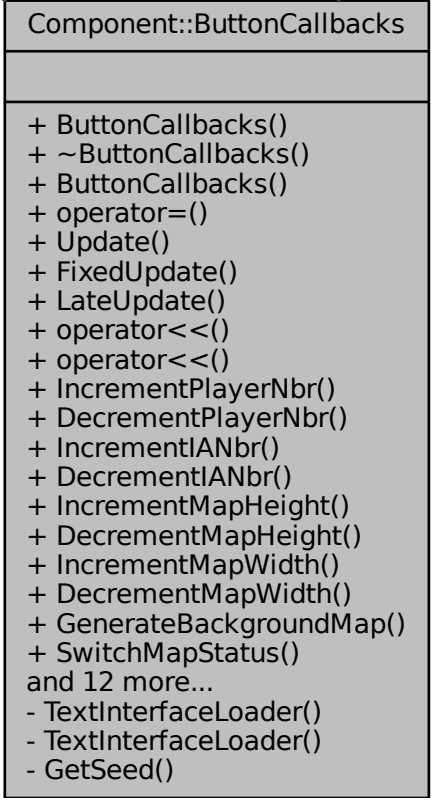 Component::ButtonCallbacks
+ ButtonCallbacks()
+ ~ButtonCallbacks()
+ ButtonCallbacks()
+ operator=()
+ Update()
+ FixedUpdate()
+ LateUpdate()
+ operator<<()
+ operator<<()
+ IncrementPlayerNbr()
+ DecrementPlayerNbr()
+ IncrementIANbr()
+ DecrementIANbr()
+ IncrementMapHeight()
+ DecrementMapHeight()
+ IncrementMapWidth()
+ DecrementMapWidth()
+ GenerateBackgroundMap()
+ SwitchMapStatus()
and 12 more...
- TextInterfaceLoader()
- TextInterfaceLoader()
- GetSeed()